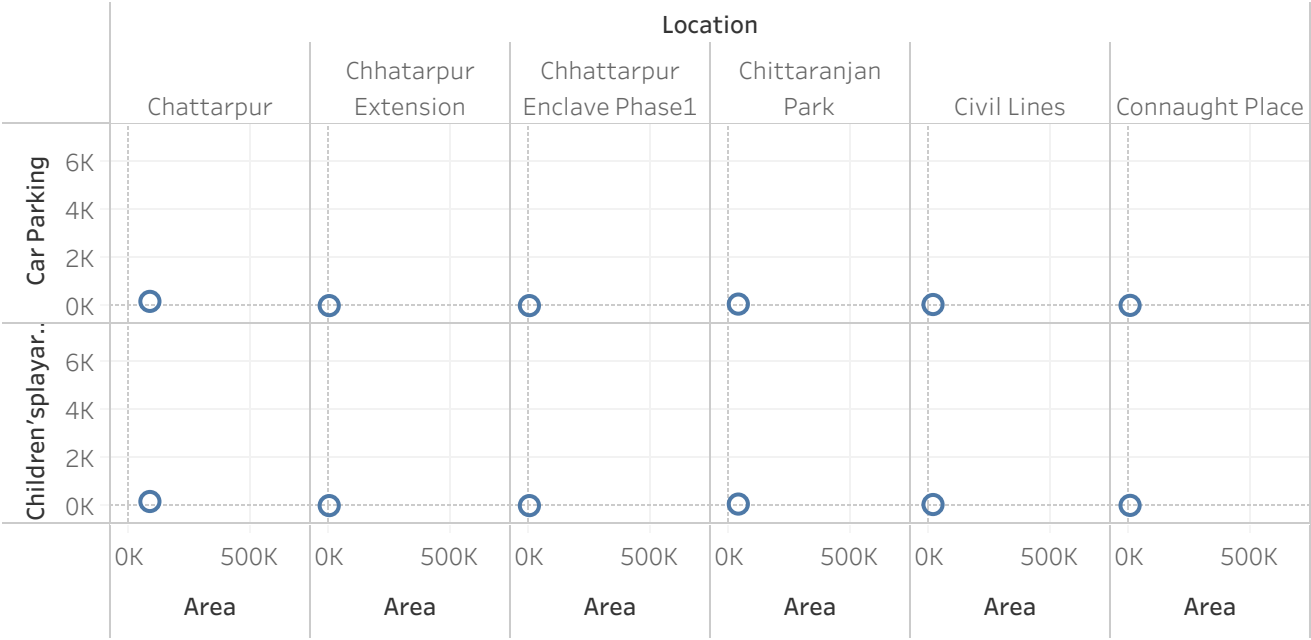 Location
Chattarpur
Chhatarpur
Extension
Chhattarpur
Enclave Phase1
Chittaranjan
Park
Civil Lines
Connaught Place
Car Parking
6K
4K
2K
0K
Children'splayar..
6K
4K
2K
0K
0K 500K 0K 500K 0K 500K 0K 500K 0K 500K 0K 500K
Area Area Area Area Area Area